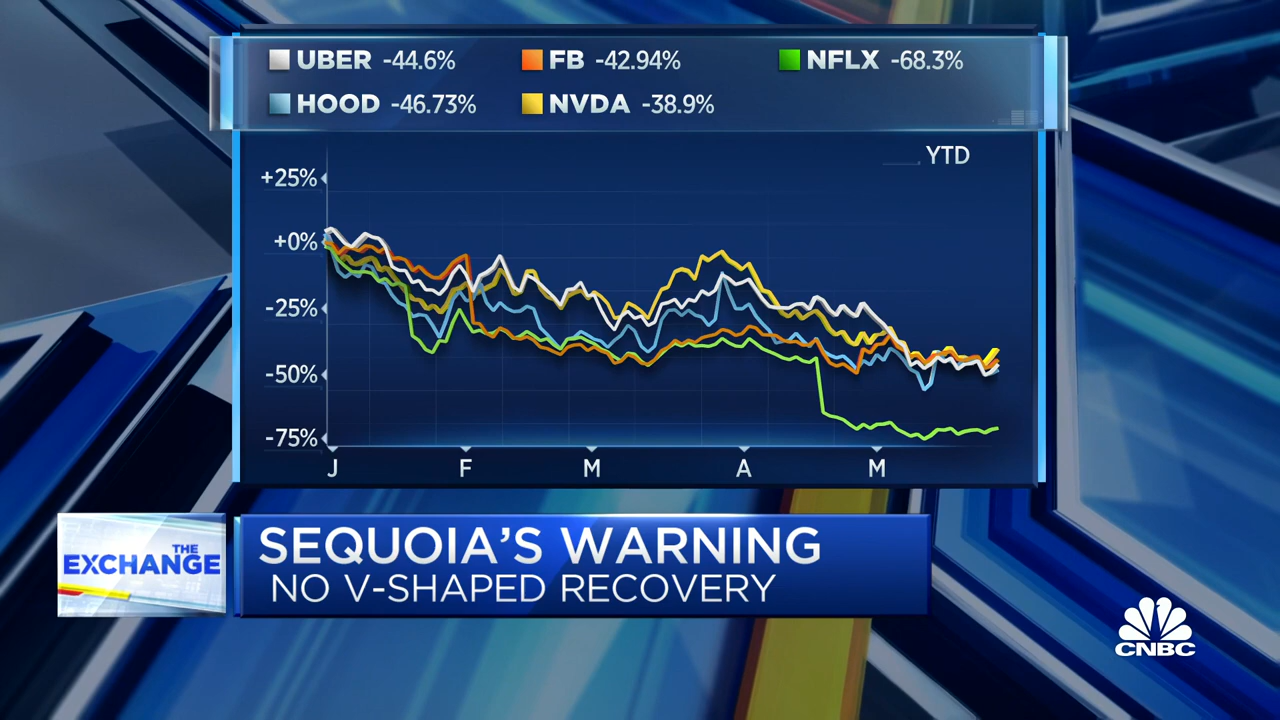 UBER -44.6% FB -42.94% NFLX -68.3%
HOOD -46.73% NVDA -38.9%
YTD
+25%
+0%
-25%
-50%
-75%
J F M A M
THE
EXCHANGE
SEQUOIA'S WARNING
NO V-SHAPED RECOVERY
CNBC